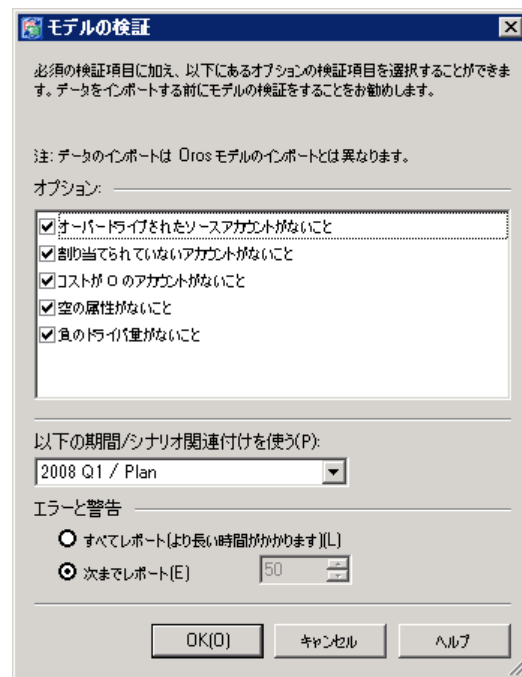 モデルの検証
必須の検証項目に加え、以下にあるオプションの検証項目を選択することができま
す。データをインポートする前にモデルの検証をすることをお勧めします。
注: データのインポートは Oros モデルのインポートとは異なります。
オプション:
オーバードライブされたソースアカウントがないこと
割り当てられていないアカウントがないこと
コストが 0 のアカウントがないこと
空の属性がないこと
負のドライバ量がないこと
以下の期間/シナリオ関連付けを使う(P):
2008 Q1 / Plan
エラーと警告
すべてレポート(より長い時間がかかります)(L)
次までレポート(E) 50
OK(O) キャンセル ヘルプ